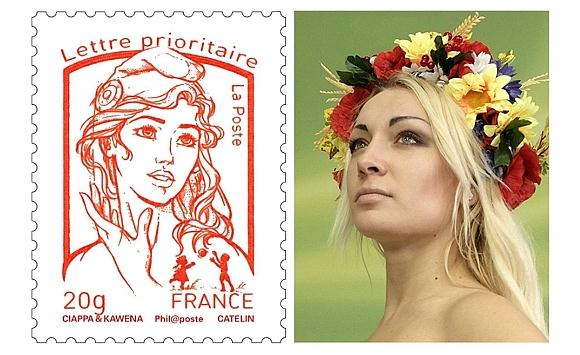 Lettre prioritaire
La Poste
20g FRANCE
CIAPPA & KAWENA Phil@poste CATELIN